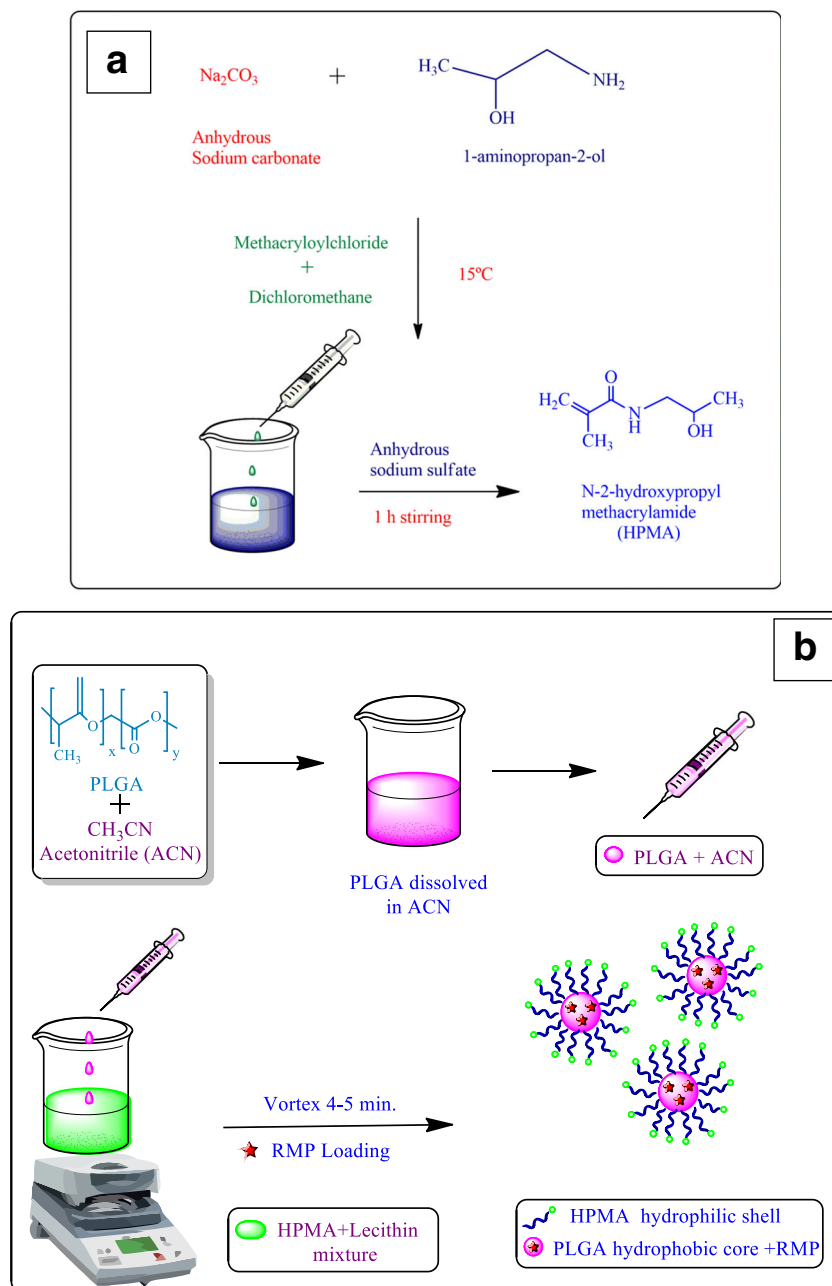 a
Na₂CO₃
+
H₃C
NH₂
OH
Anhydrous
Sodium carbonate
1-aminopropan-2-ol
Methacryloylchloride
+
Dichloromethane
15ºC
H₂C
O
N
H
CH₃
CH₃
OH
Anhydrous
sodium sulfate
1 h stirring
N-2-hydroxypropyl
methacrylamide
(HPMA)
b
O
O
CH₃
O
x
y
PLGA
+
CH₃CN
Acetonitrile (ACN)
PLGA dissolved
in ACN
PLGA + ACN
Vortex 4-5 min.
RMP Loading
HPMA+Lecithin
mixture
HPMA hydrophilic shell
PLGA hydrophobic core +RMP